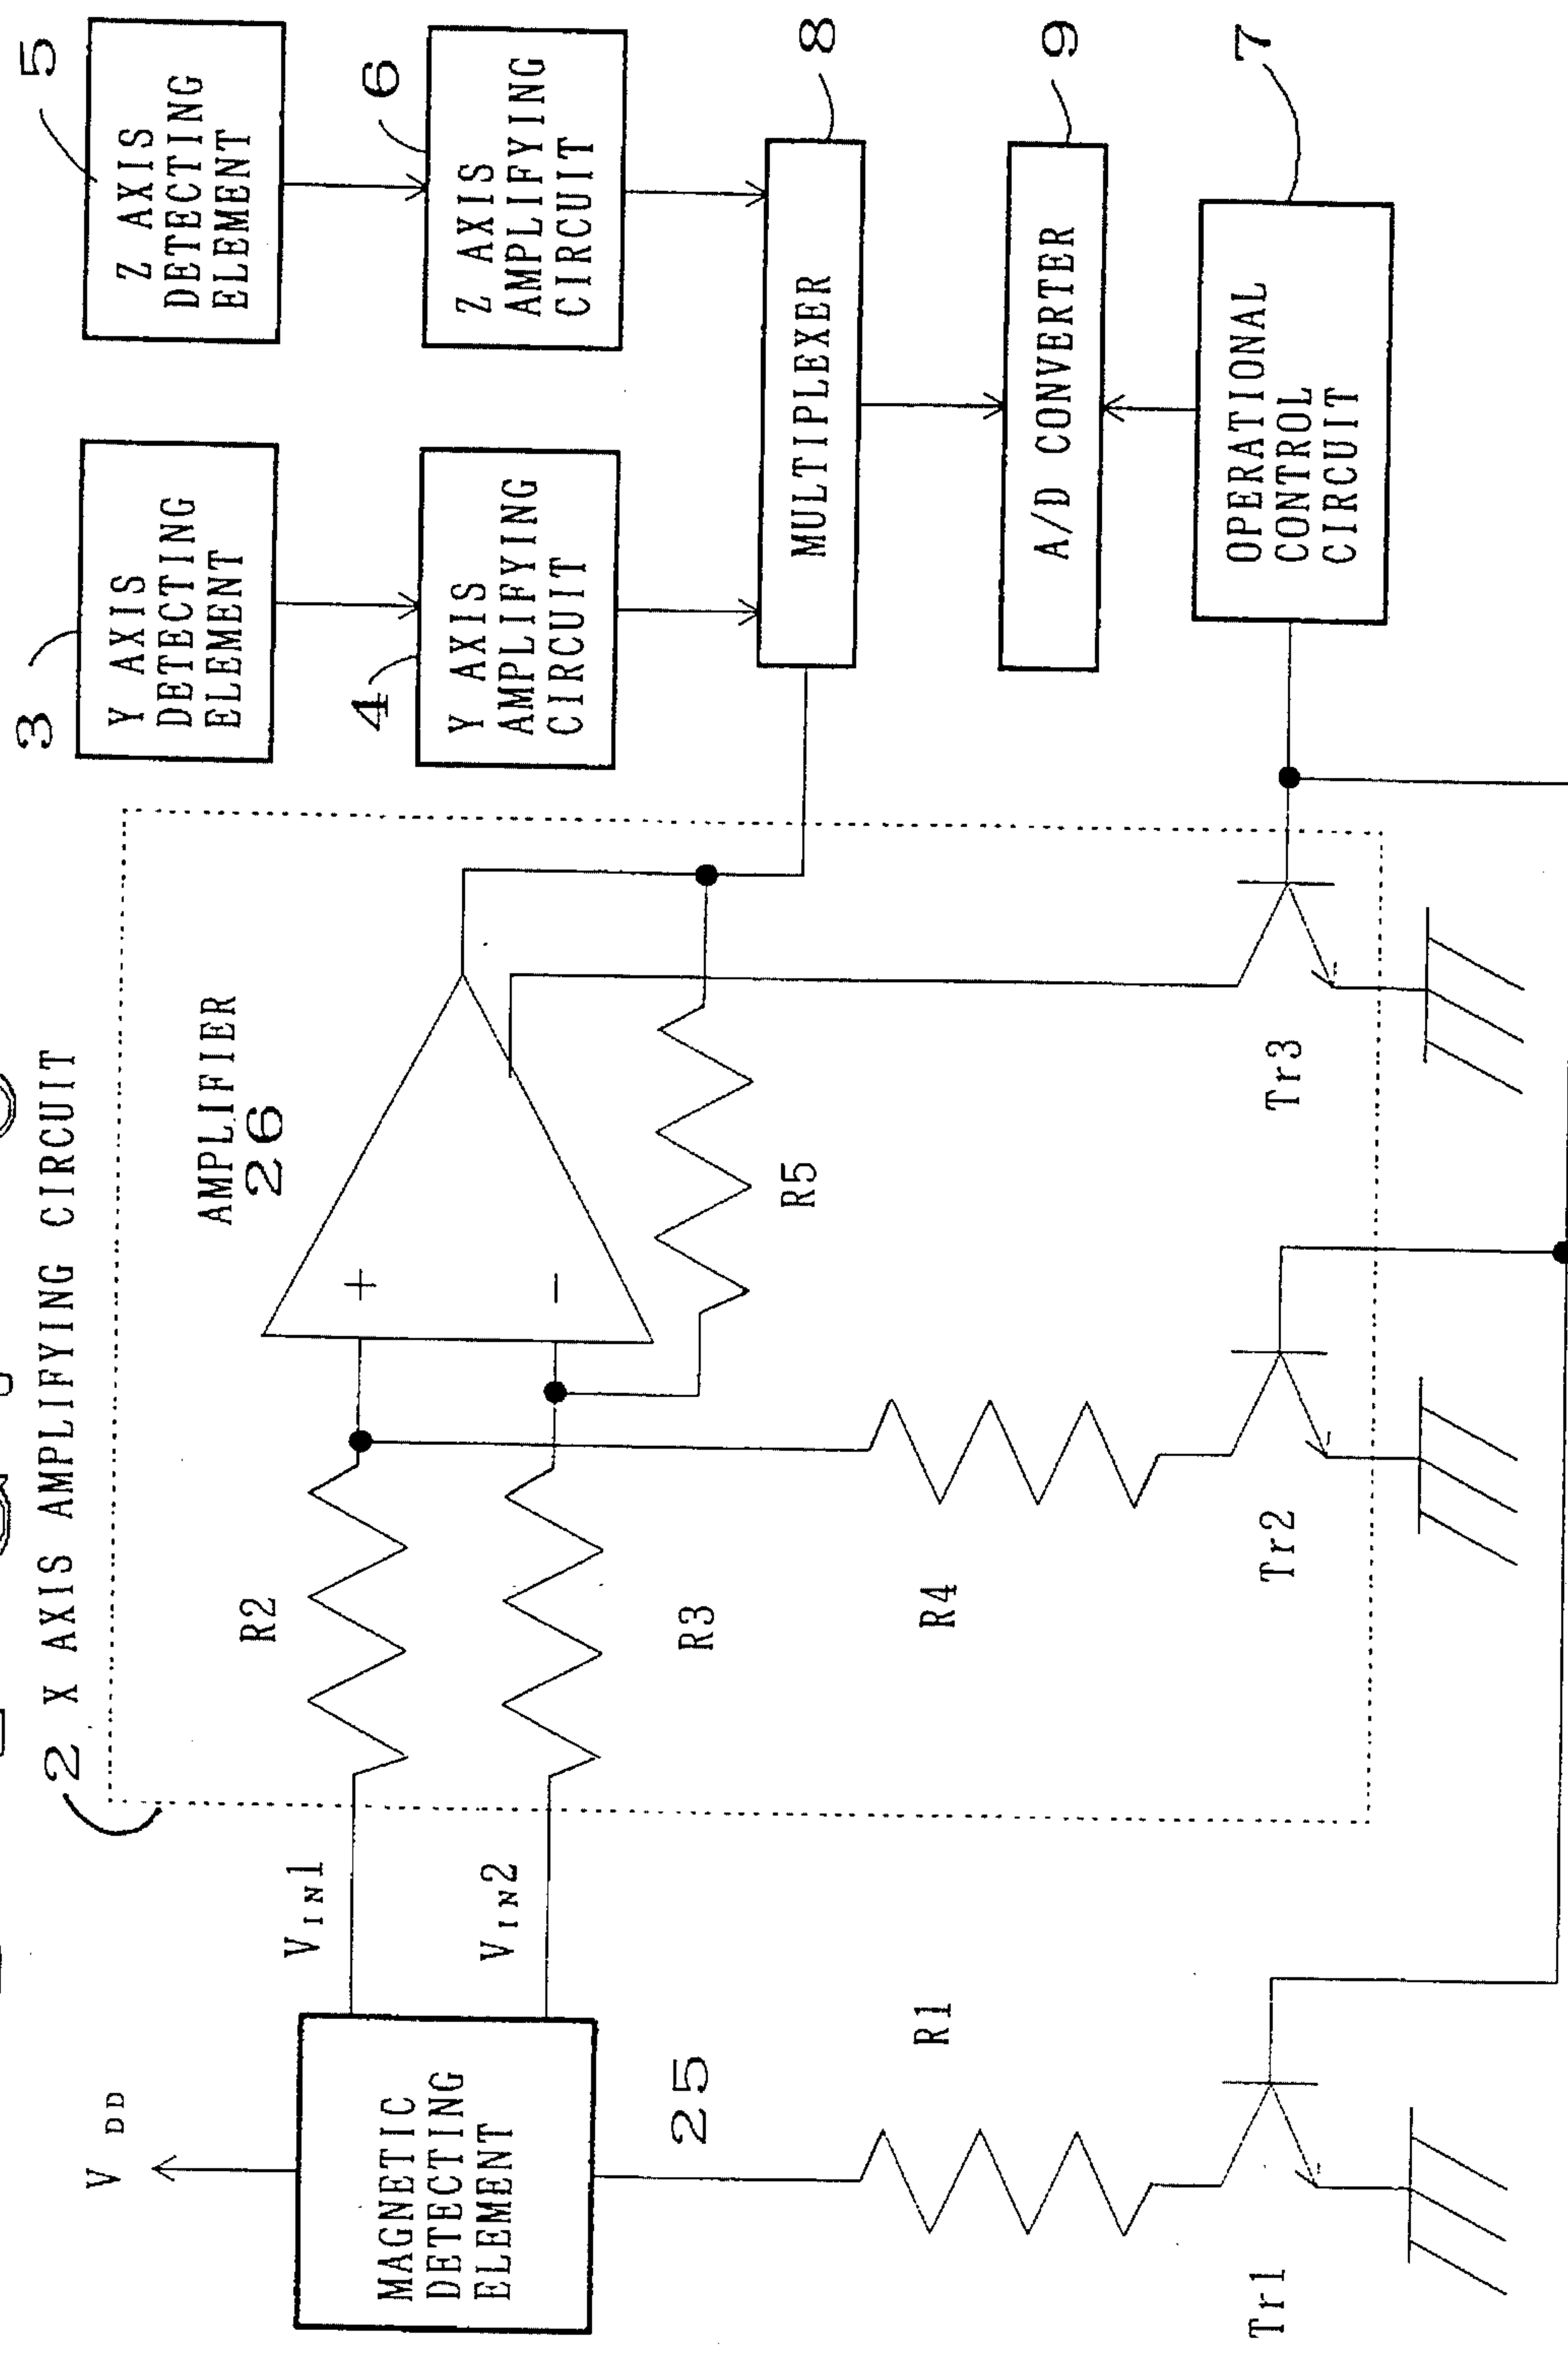 2 X AXIS AMPLIFYING CIRCUIT
V DD
MAGNETIC
DETECTING
ELEMENT
25
VIN1
VIN2
R1
Tr1
R2
R3
R4
Tr2
AMPLIFIER
26
+
−
R5
Tr3
3
Y AXIS
DETECTING
ELEMENT
4
Y AXIS
AMPLIFYING
CIRCUIT
5
Z AXIS
DETECTING
ELEMENT
6
Z AXIS
AMPLIFYING
CIRCUIT
MULTIPLEXER
8
A/D CONVERTER
9
OPERATIONAL
CONTROL
CIRCUIT
7